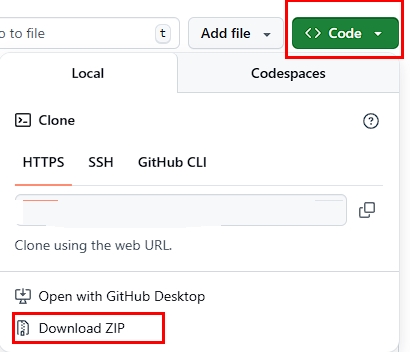 o to file t Add file Code
Local Codespaces
Clone
HTTPS SSH GitHub CLI
Clone using the web URL.
Open with GitHub Desktop
Download ZIP